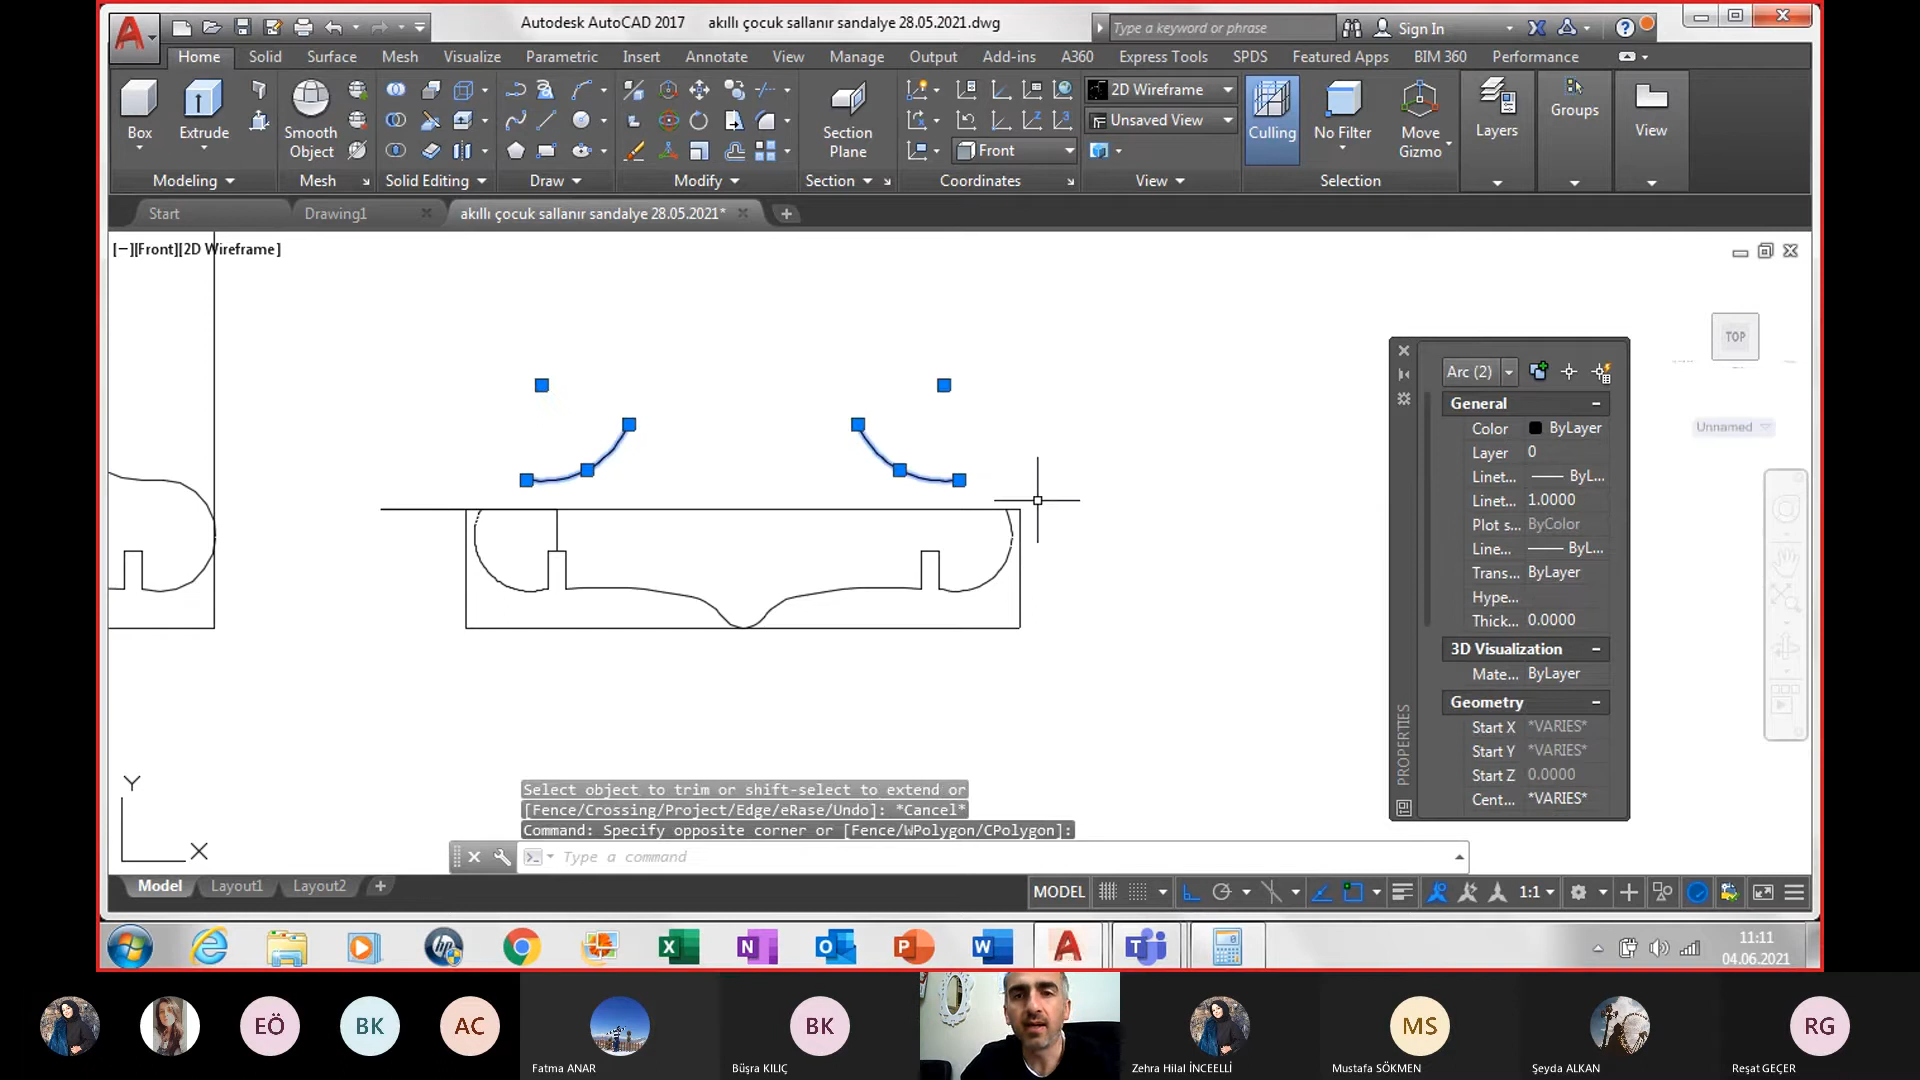 Autodesk AutoCAD 2017 akıllı çocuk sallanır sandalye 28.05.2021.dwg
Type a keyword or phrase
Sign In
Home Solid Surface Mesh Visualize Parametric Insert Annotate View Manage Output Add-ins A360 Express Tools SPDS Featured Apps BIM 360 Performance
2D Wireframe
Unsaved View
Front
Box
Extrude
Smooth
Object
Section
Plane
Culling
No Filter
Move
Gizmo
Layers
Groups
View
Modeling Mesh Solid Editing Draw Modify Section Coordinates View Selection
Start Drawing1 akıllı çocuk sallanır sandalye 28.05.2021*
[−][Front][2D Wireframe]
TOP
Unnamed
Arc (2)
General
Color ByLayer
Layer 0
Linet... ByL...
Linet... 1.0000
Plot s... ByColor
Line... ByL...
Trans... ByLayer
Hype...
Thick... 0.0000
3D Visualization
Mate... ByLayer
Geometry
Start X *VARIES*
Start Y *VARIES*
Start Z 0.0000
Cent... *VARIES*
PROPERTIES
Y
X
Select object to trim or shift-select to extend or
[Fence/Crossing/Project/Edge/eRase/Undo]: *Cancel*
Command: Specify opposite corner or [Fence/WPolygon/CPolygon]:
Type a command
Model Layout1 Layout2
MODEL
1:1
11:11
04.06.2021
EÖ
BK
AC
BK
MS
RG
Fatma ANAR
Büşra KILIÇ
Zehra Hilal İNCEELLİ
Mustafa SÖKMEN
Şeyda ALKAN
Reşat GEÇER